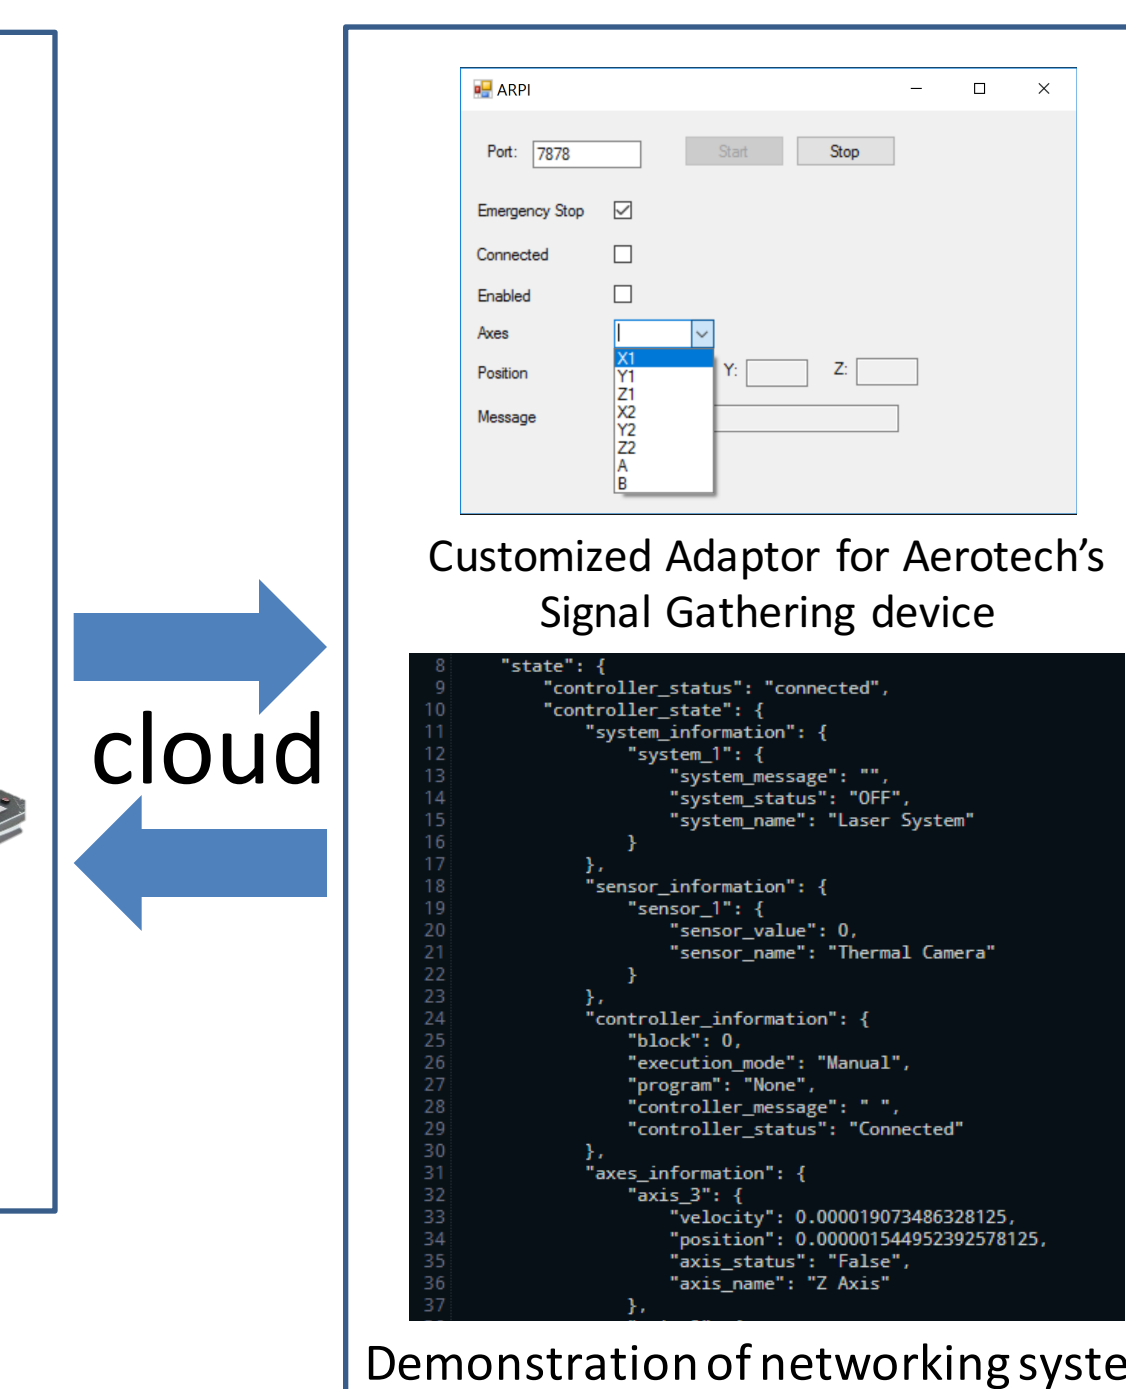 ARPI
Port: 7878 Start Stop
Emergency Stop
Connected
Enabled
Axes
X1
Position Y: Z:
Y1
Z1
Message
X2
Y2
Z2
A
B
Customized Adaptor for Aerotech’s
Signal Gathering device
cloud
8 "state": {
9 "controller_status": "connected",
10 "controller_state": {
11 "system_information": {
12 "system_1": {
13 "system_message": "",
14 "system_status": "OFF",
15 "system_name": "Laser System"
16 }
17 },
18 "sensor_information": {
19 "sensor_1": {
20 "sensor_value": 0,
21 "sensor_name": "Thermal Camera"
22 }
23 },
24 "controller_information": {
25 "block": 0,
26 "execution_mode": "Manual",
27 "program": "None",
28 "controller_message": " ",
29 "controller_status": "Connected"
30 },
31 "axes_information": {
32 "axis_3": {
33 "velocity": 0.000019073486328125,
34 "position": 0.000001544952392578125,
35 "axis_status": "False",
36 "axis_name": "Z Axis"
37 },
Demonstration of networking syste